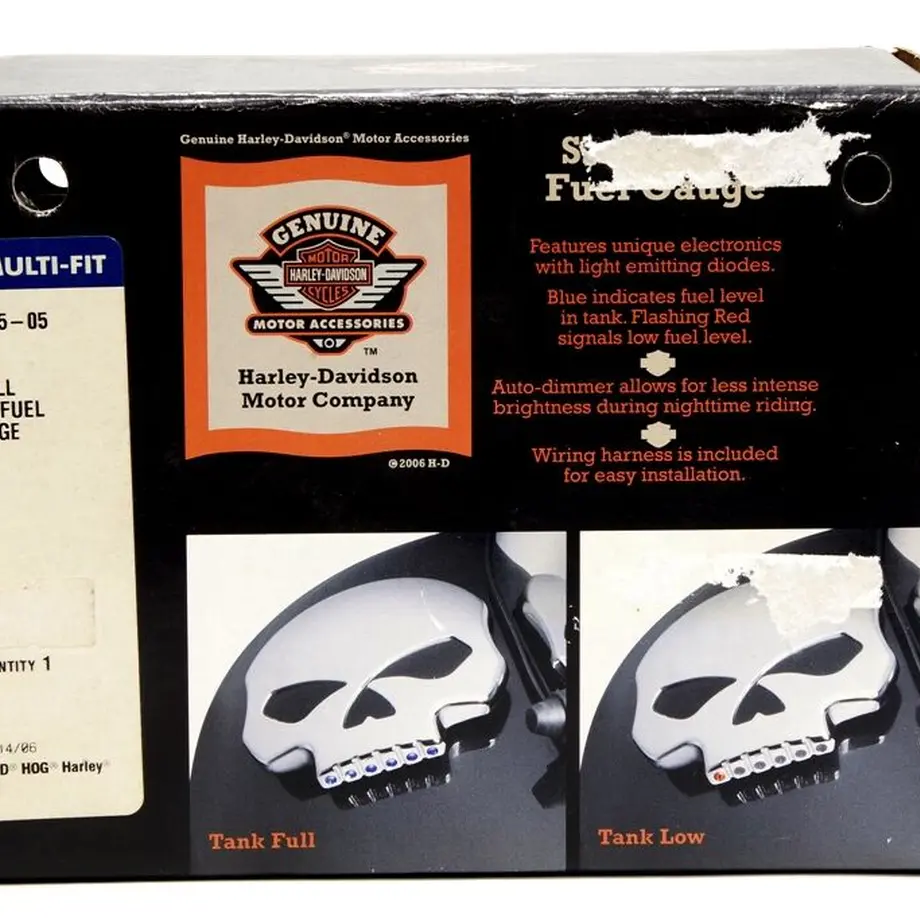 MULTI-FIT
5-05
LL
FUEL
GE
NTITY 1
14/06
D® HOG® Harley®
Genuine Harley-Davidson® Motor Accessories
GENUINE
MOTOR
HARLEY-DAVIDSON
CYCLES
MOTOR ACCESSORIES
TM
Harley-Davidson
Motor Company
©2006 H-D
Fuel Gauge
Features unique electronics
with light emitting diodes.
Blue indicates fuel level
in tank. Flashing Red
signals low fuel level.
Auto-dimmer allows for less intense
brightness during nighttime riding.
Wiring harness is included
for easy installation.
Tank Full
Tank Low